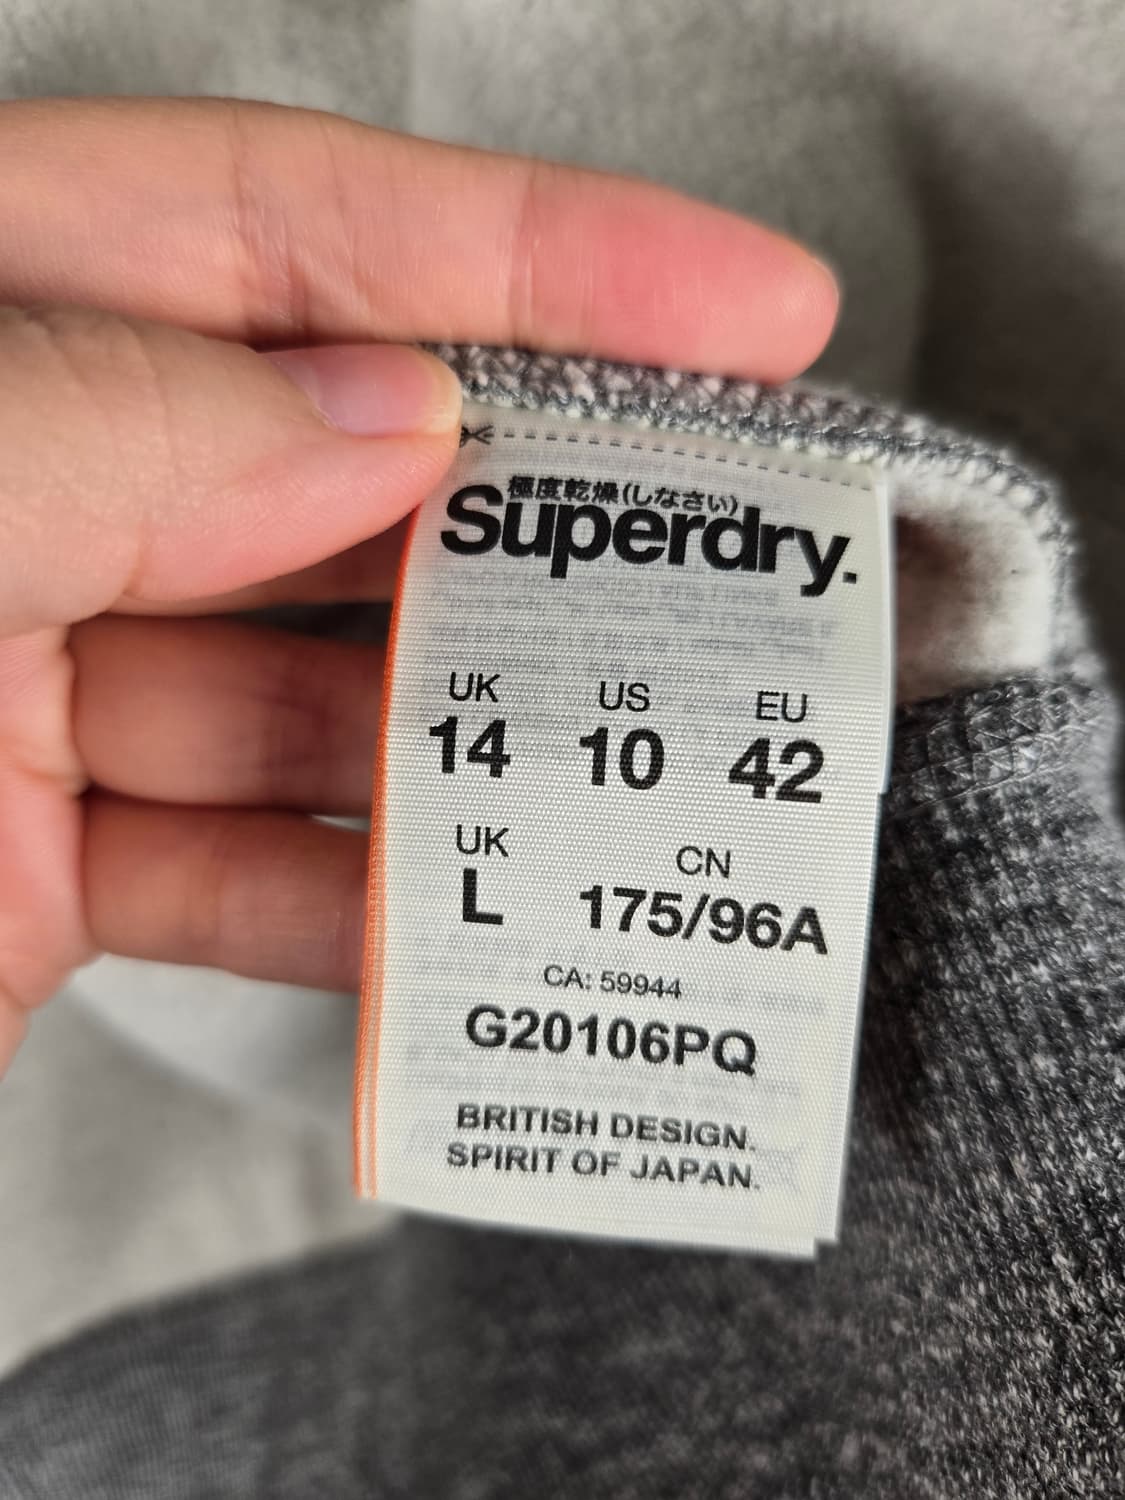 極度乾燥(しなさい)
Superdry.
UK US EU
14 10 42
UK CN
L 175/96A
CA: 59944
G20106PQ
BRITISH DESIGN.
SPIRIT OF JAPAN.